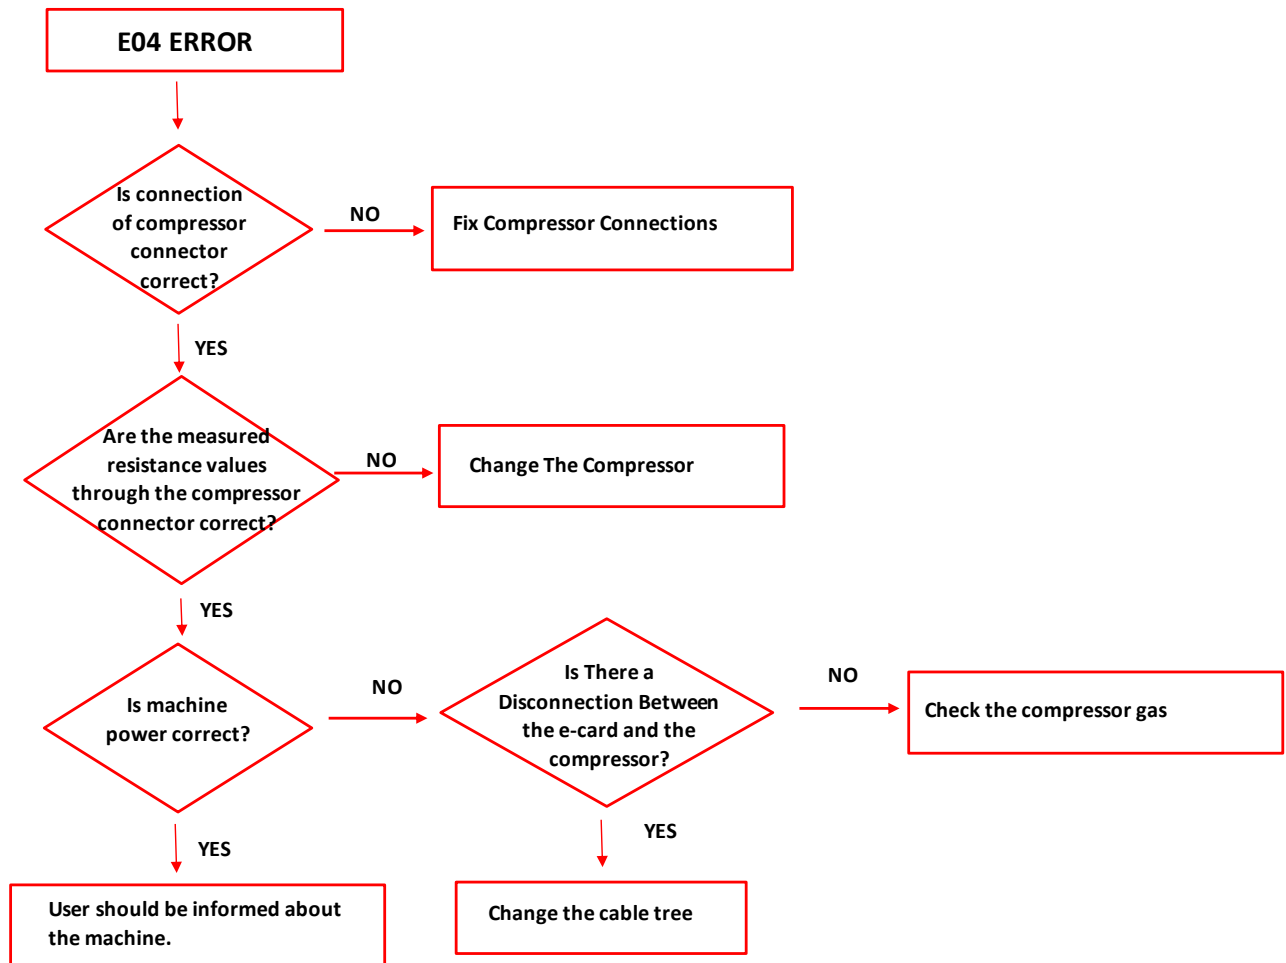 E04 ERROR
Is connection
of compressor
connector
correct?
NO
Fix Compressor Connections
YES
Are the measured
resistance values
through the compressor
connector correct?
NO
Change The Compressor
YES
Is machine
power correct?
NO
Is There a
Disconnection Between
the e-card and the
compressor?
NO
Check the compressor gas
YES
User should be informed about
the machine.
YES
Change the cable tree